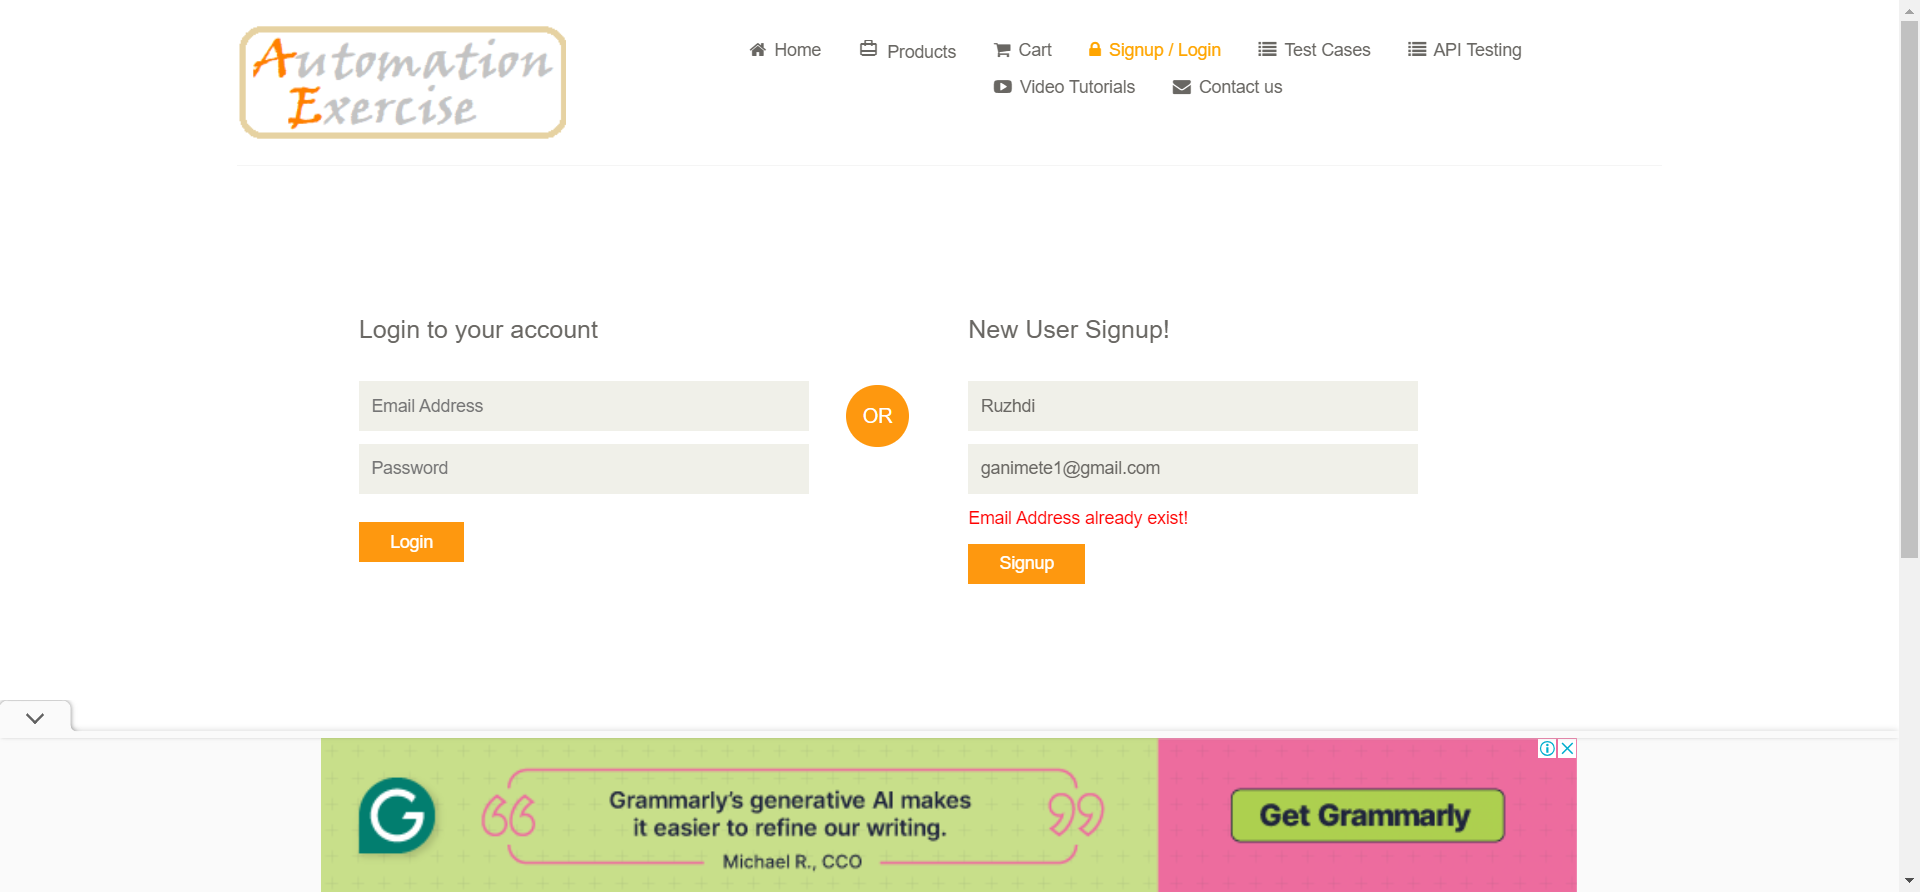 Automation
Exercise
Home
Products
Cart
Signup / Login
Test Cases
API Testing
Video Tutorials
Contact us
Login to your account
Email Address
Password
Login
OR
New User Signup!
Ruzhdi
ganimete1@gmail.com
Email Address already exist!
Signup
G
Grammarly's generative AI makes
it easier to refine our writing.
Michael R., CCO
Get Grammarly